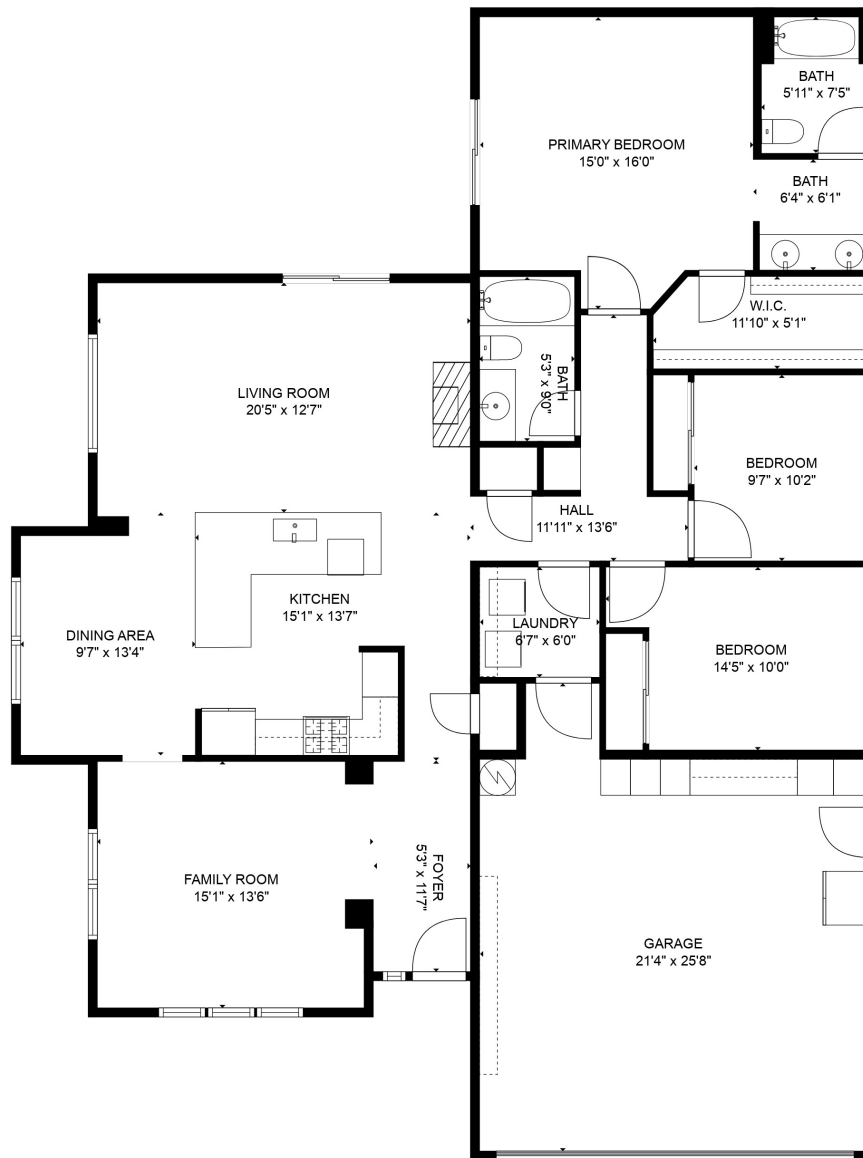 BATH
5'11" x 7'5"
PRIMARY BEDROOM
15'0" x 16'0"
BATH
6'4" x 6'1"
W.I.C.
11'10" x 5'1"
LIVING ROOM
20'5" x 12'7"
BATH
5'3" x 9'0"
BEDROOM
9'7" x 10'2"
HALL
11'11" x 13'6"
KITCHEN
15'1" x 13'7"
DINING AREA
9'7" x 13'4"
LAUNDRY
6'7" x 6'0"
BEDROOM
14'5" x 10'0"
FAMILY ROOM
15'1" x 13'6"
FOYER
5'3" x 11'7"
GARAGE
21'4" x 25'8"